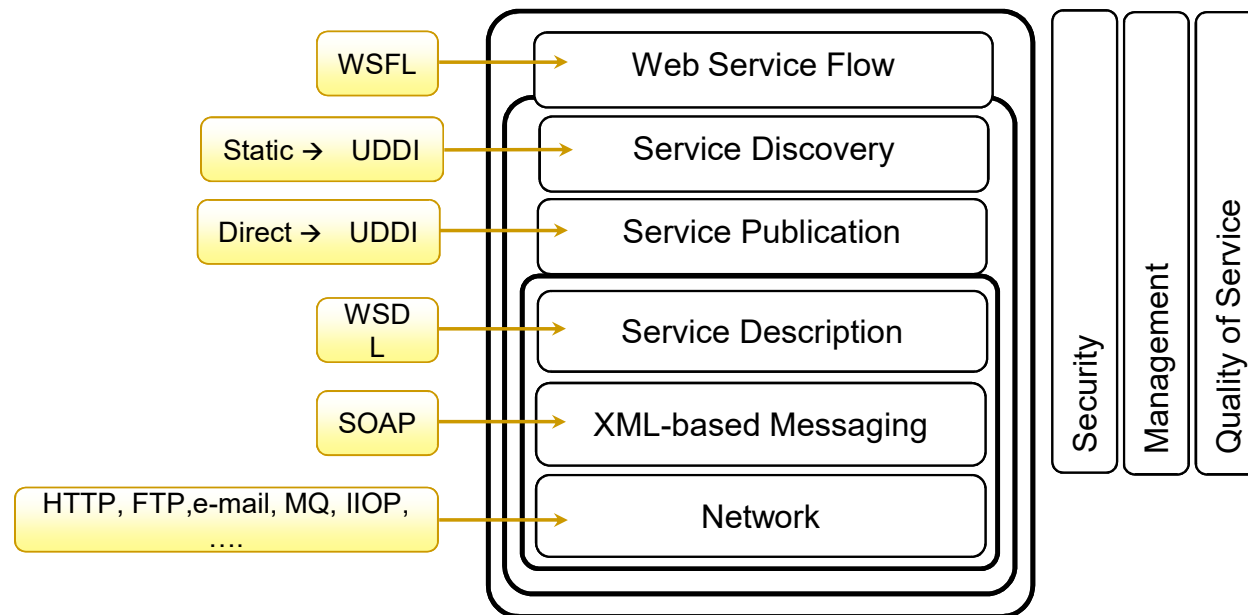 WSFL
Web Service Flow
Static → UDDI
Service Discovery
Direct → UDDI
Service Publication
WSD
L
Service Description
SOAP
XML-based Messaging
HTTP, FTP,e-mail, MQ, IIOP,
....
Network
Security
Management
Quality of Service